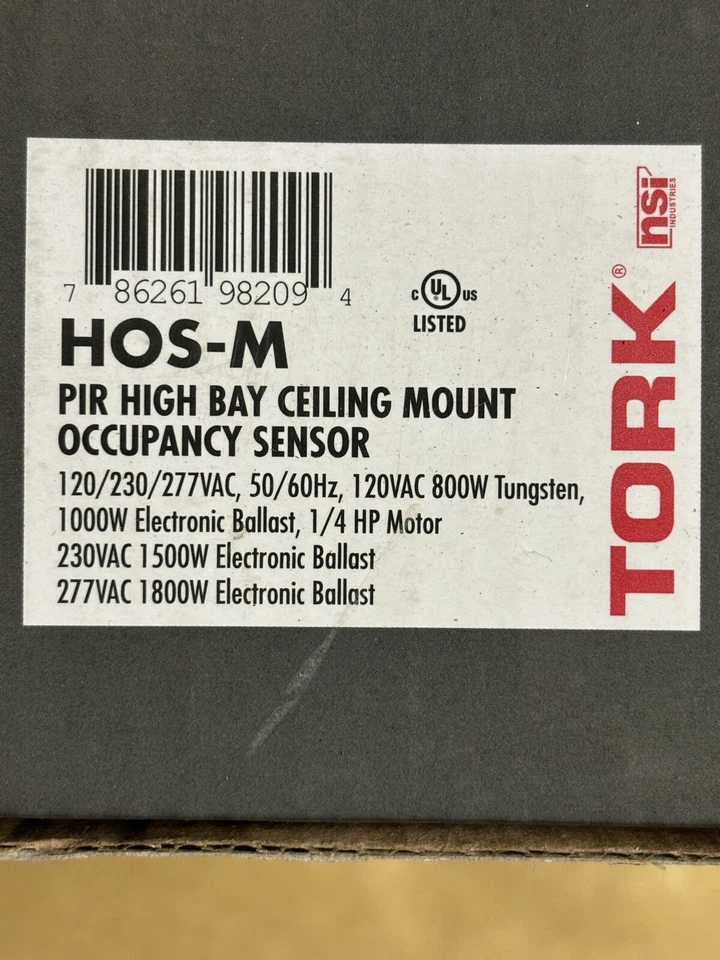 7 86261 98209 4
c UL us
LISTED
HOS-M
PIR HIGH BAY CEILING MOUNT
OCCUPANCY SENSOR
120/230/277VAC, 50/60Hz, 120VAC 800W Tungsten,
1000W Electronic Ballast, 1/4 HP Motor
230VAC 1500W Electronic Ballast
277VAC 1800W Electronic Ballast
TORK®
nsi
INDUSTRIES